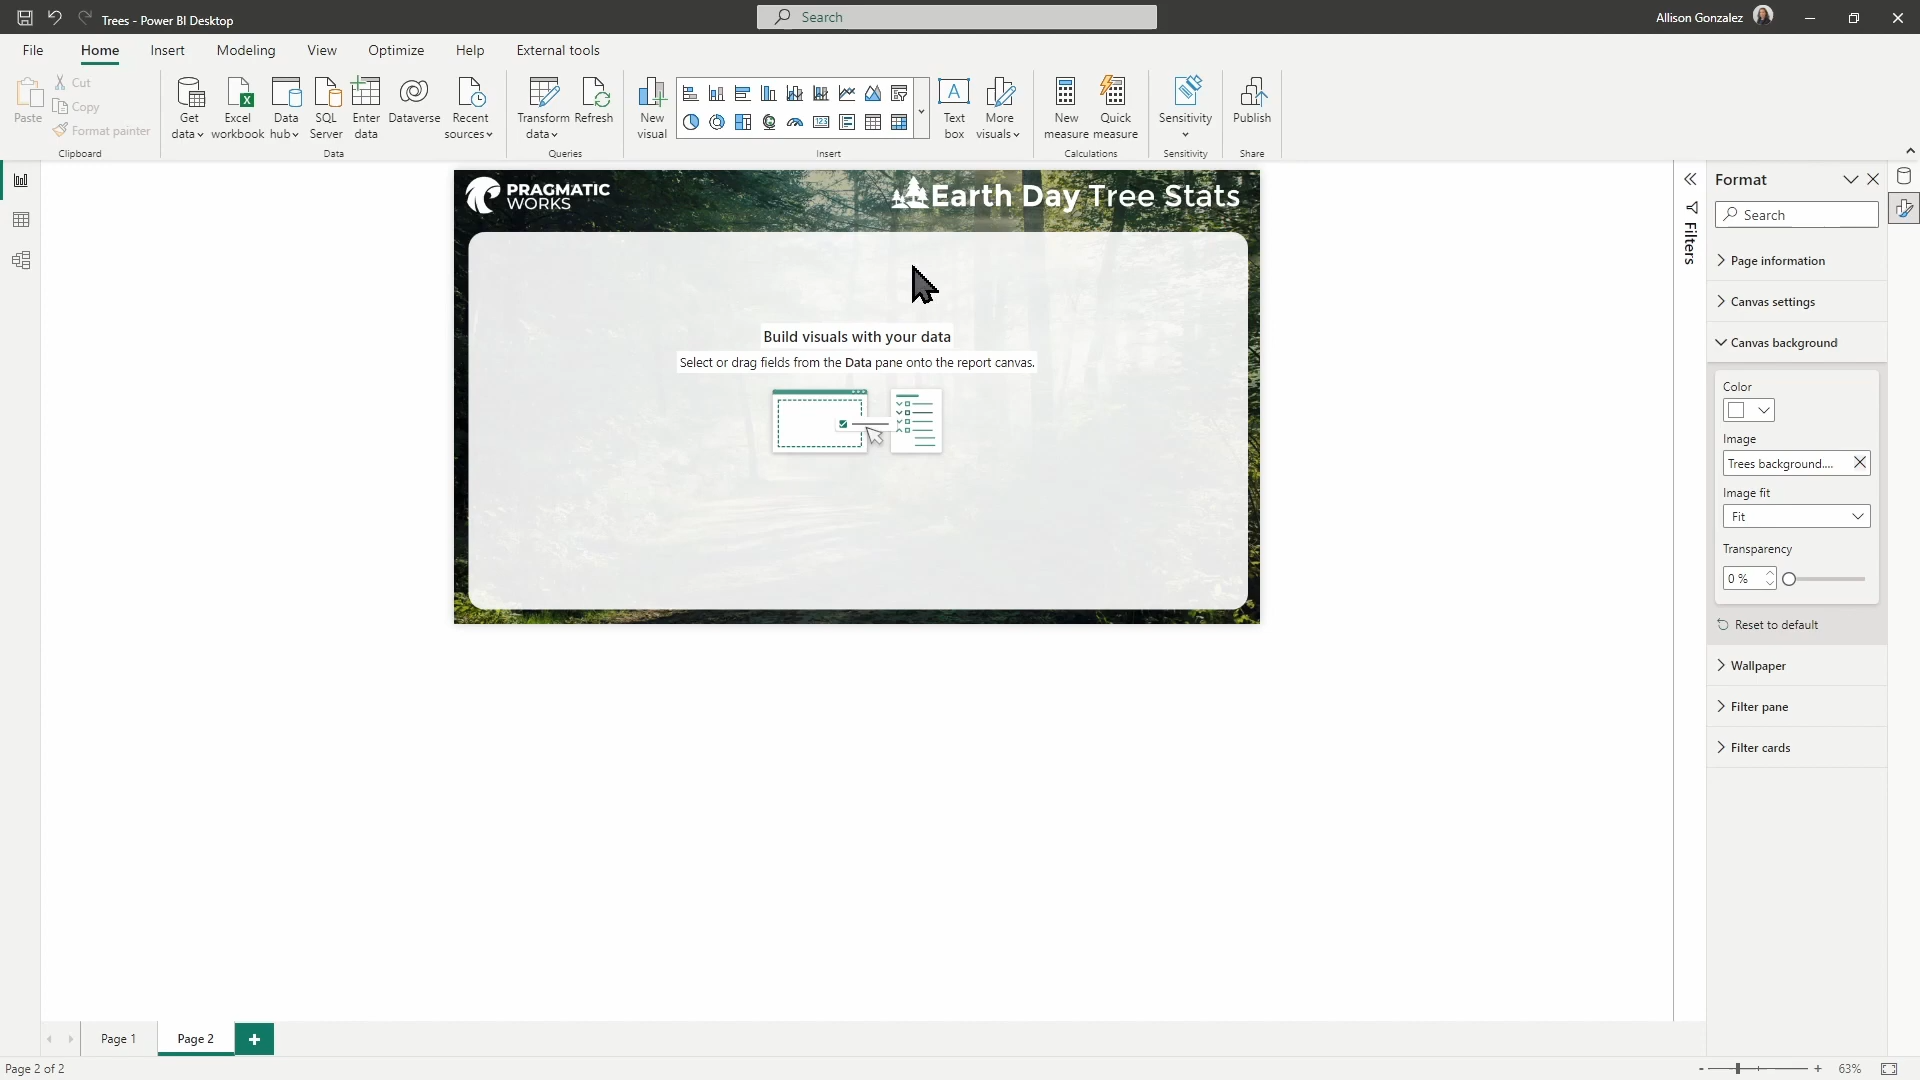 Trees - Power BI Desktop
Search
Allison Gonzalez
File
Home
Insert
Modeling
View
Optimize
Help
External tools
Paste
Cut
Copy
Format painter
Clipboard
Get data
Excel workbook
Data hub
SQL Server
Enter data
Dataverse
Recent sources
Data
Transform data
Refresh
Queries
New visual
123
Insert
A
Text box
More visuals
New measure
Quick measure
Calculations
Sensitivity
Sensitivity
Publish
Share
PRAGMATIC
WORKS
Earth Day Tree Stats
Build visuals with your data
Select or drag fields from the Data pane onto the report canvas.
Filters
Format
Search
Page information
Canvas settings
Canvas background
Color
Image
Trees background....
Image fit
Fit
Transparency
0 %
Reset to default
Wallpaper
Filter pane
Filter cards
Page 1
Page 2
+
Page 2 of 2
- + 63%